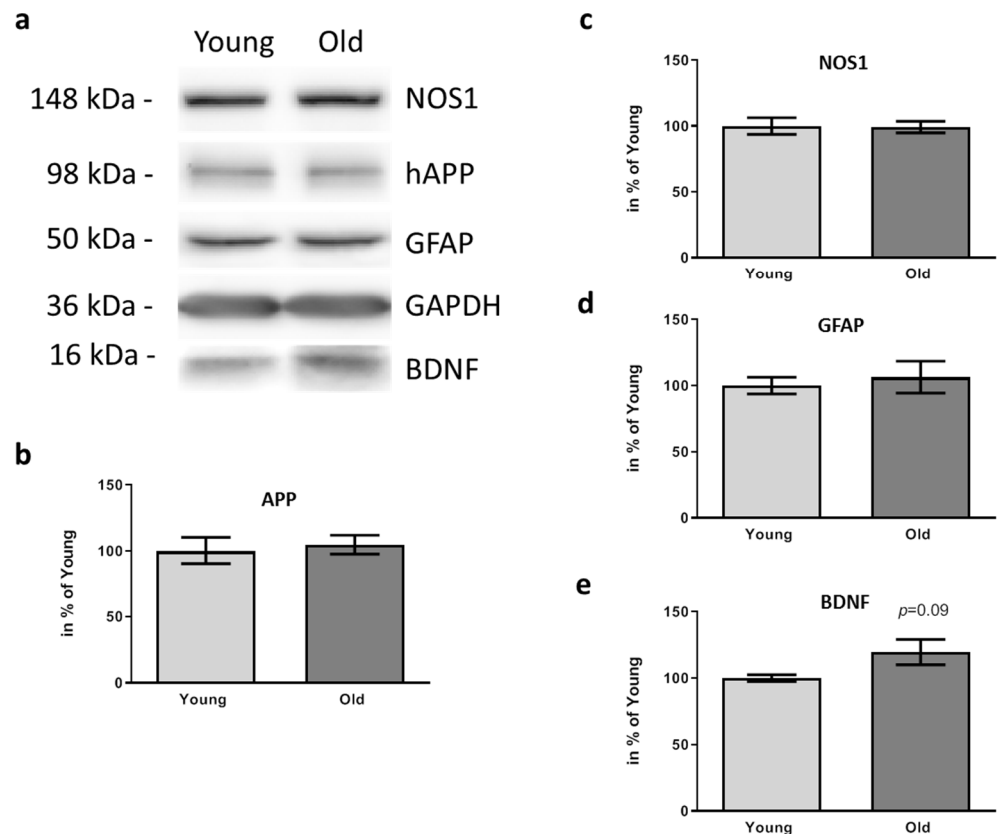 a
Young Old
148 kDa - NOS1
98 kDa - hAPP
50 kDa - GFAP
36 kDa - GAPDH
16 kDa - BDNF
b
APP
in % of Young
150
100
50
0
Young Old
c
NOS1
in % of Young
150
100
50
0
Young Old
d
GFAP
in % of Young
150
100
50
0
Young Old
e
BDNF
p=0.09
in % of Young
150
100
50
0
Young Old